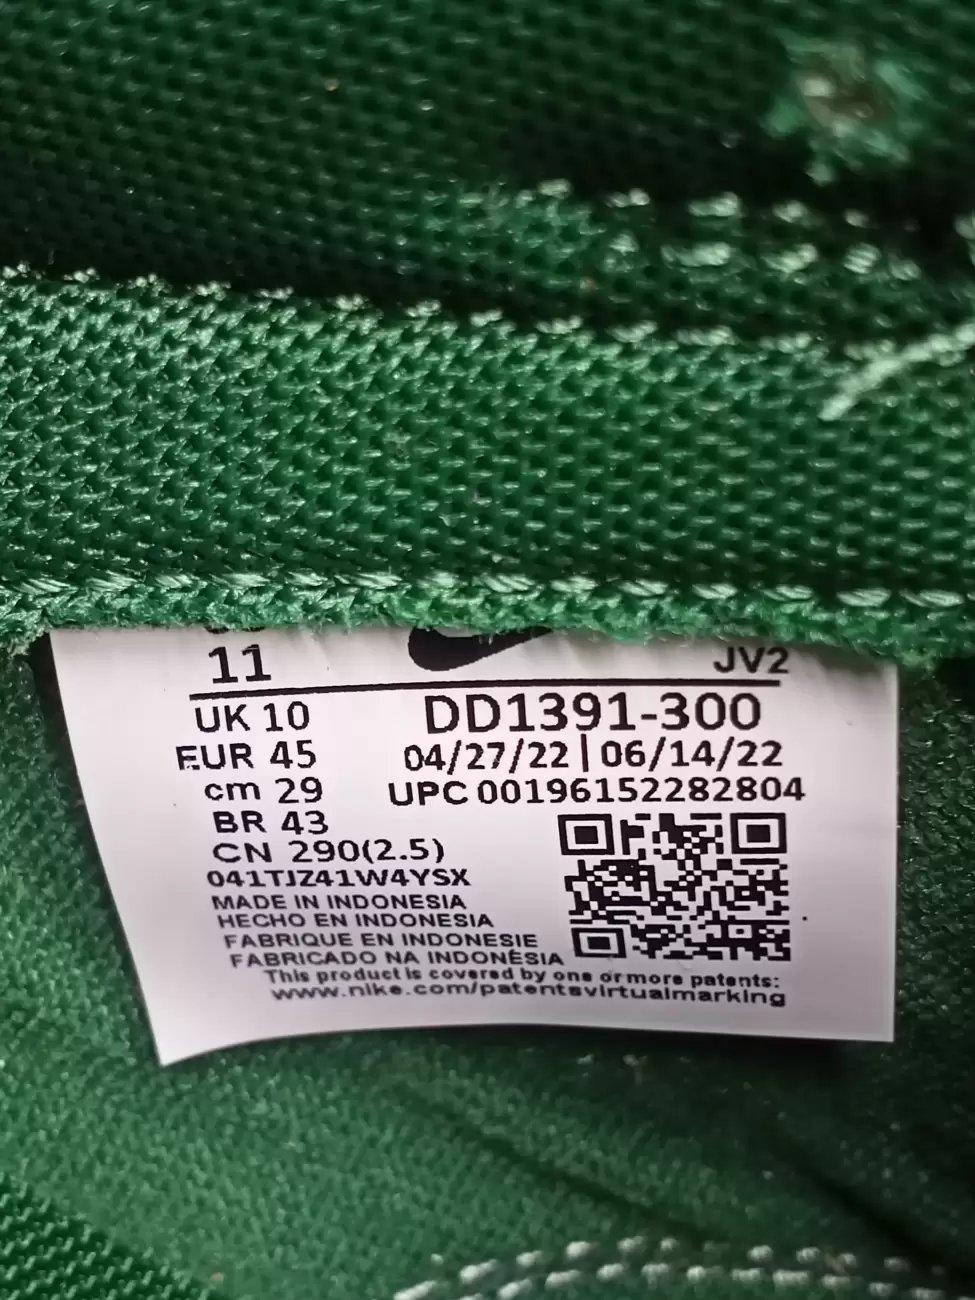 11 JV2
UK 10 DD1391-300
EUR 45 04/27/22 | 06/14/22
cm 29 UPC 00196152282804
BR 43
CN 290(2.5)
041TJZ41W4YSX
MADE IN INDONESIA
HECHO EN INDONESIA
FABRIQUE EN INDONESIE
FABRICADO NA INDONÈSIA
This product is covered by one or more patents:
www.nike.com/patentsvirtualmarking